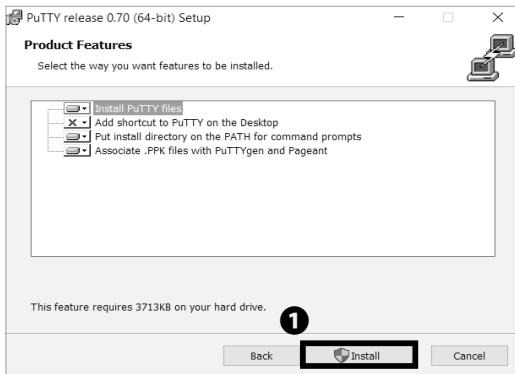 PuTTY release 0.70 (64-bit) Setup
Product Features
Select the way you want features to be installed.
Install PuTTY files
Add shortcut to PuTTY on the Desktop
Put install directory on the PATH for command prompts
Associate .PPK files with PuTTYgen and Pageant
This feature requires 3713KB on your hard drive.
1
Back Install Cancel